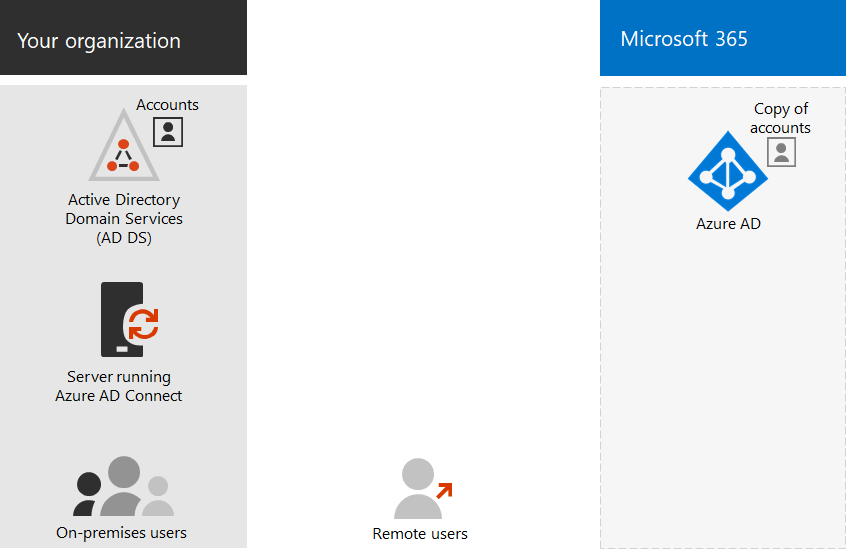 Your organization
Microsoft 365
Accounts
Active Directory
Domain Services
(AD DS)
Server running
Azure AD Connect
On-premises users
Remote users
Copy of
accounts
Azure AD